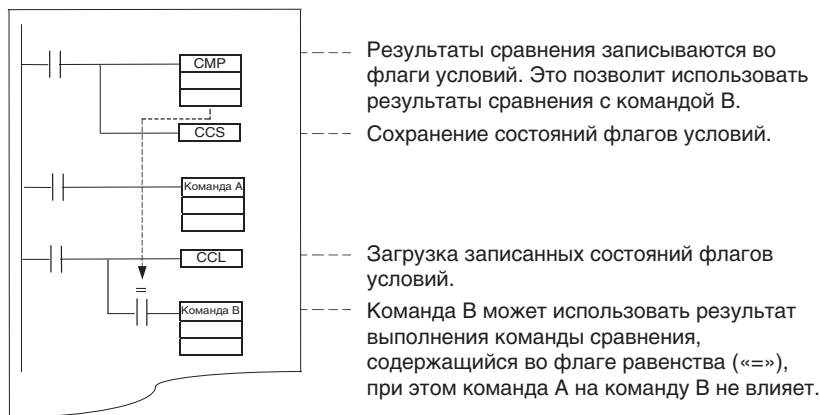 CMP
Результаты сравнения записываются во
флаги условий. Это позволит использовать
результаты сравнения с командой B.
CCS
Сохранение состояний флагов условий.
Команда A
CCL
Загрузка записанных состояний флагов
условий.
=
Команда B
Команда B может использовать результат
выполнения команды сравнения,
содержащийся во флаге равенства («=»),
при этом команда A на команду B не влияет.